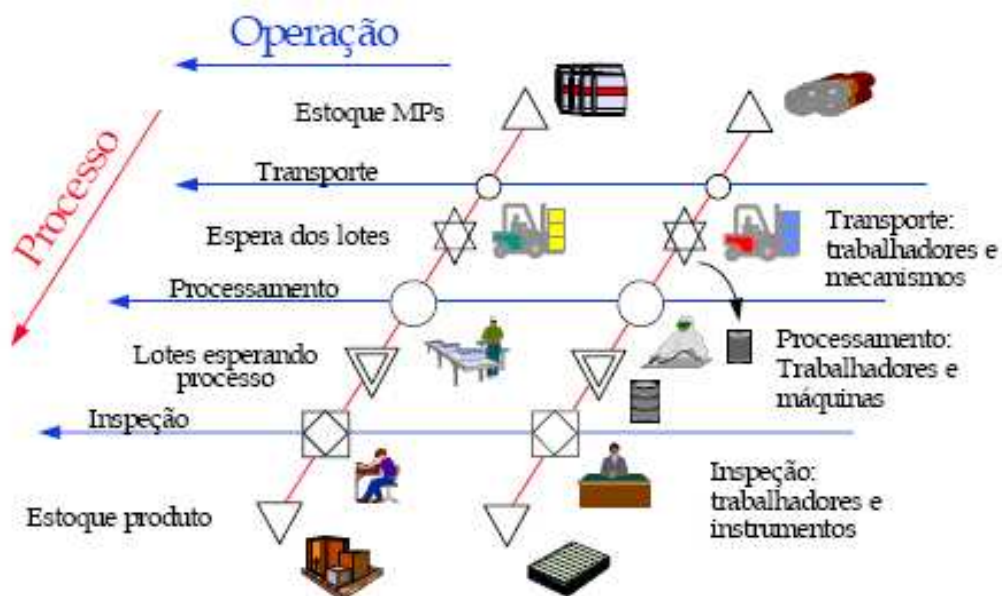 Operação
Processo
Estoque MPs
Transporte
Espera dos lotes
Transporte:
trabalhadores e
mecanismos
Processamento
Lotes esperando
processo
Processamento:
Trabalhadores e
máquinas
Inspeção
Inspeção:
trabalhadores e
instrumentos
Estoque produto